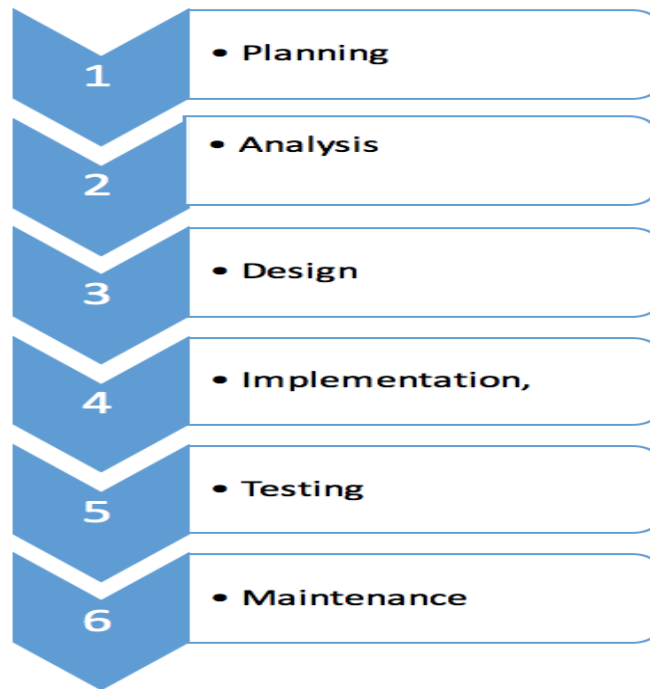 1
• Planning
2
• Analysis
3
• Design
4
• Implementation,
5
• Testing
6
• Maintenance